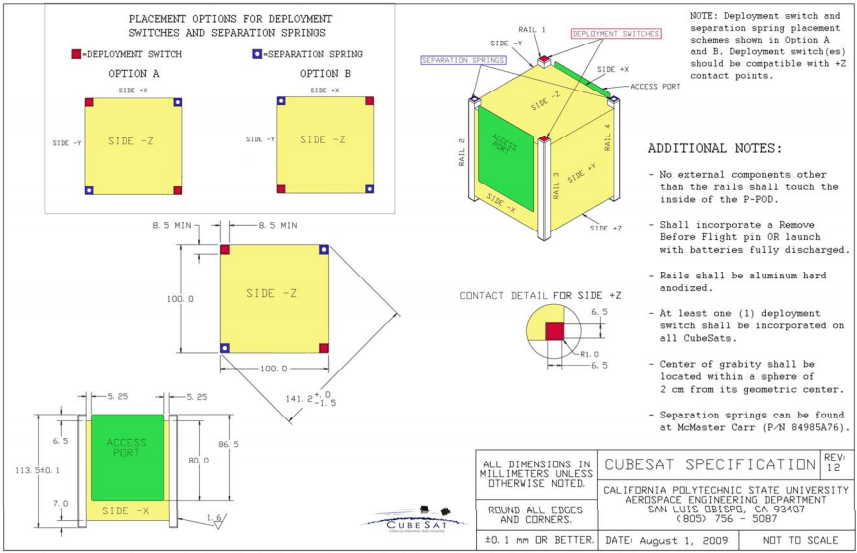 PLACEMENT OPTIONS FOR DEPLOYMENT
SWITCHES AND SEPARATION SPRINGS
=DEPLOYMENT SWITCH
=SEPARATION SPRING
OPTION A
OPTION B
SIDE +X
SIDE -Y
SIDE -Z
SIDE +X
SIDE -Y
SIDE -Z
RAIL 1
DEPLOYMENT SWITCHES
SIDE -Y
SEPARATION SPRINGS
SIDE +X
ACCESS PORT
SIDE -Z
ACCESS
PORT
RAIL 2
RAIL 3
RAIL 4
SIDE +Y
SIDE -X
SIDE +Z
NOTE: Deployment switch and
separation spring placement
schemes shown in Option A
and B. Deployment switch(es)
should be compatible with +Z
contact points.
ADDITIONAL NOTES:
- No external components other
than the rails shall touch the
inside of the P-POD.
- Shall incorporate a Remove
Before Flight pin OR launch
with batteries fully discharged.
- Rails shall be aluminum hard
anodized.
- At least one (1) deployment
switch shall be incorporated on
all CubeSats.
- Center of grabity shall be
located within a sphere of
2 cm from its geometric center.
- Separation springs can be found
at McMaster Carr (P/N 84985A76).
8.5 MIN
8.5 MIN
100.0
SIDE -Z
100.0
141.2 +.0 -1.5
CONTACT DETAIL FOR SIDE +Z
6.5
R1.0
6.5
5.25
5.25
6.5
ACCESS
PORT
80.0
86.5
113.5±0.1
7.0
SIDE -X
1.6
CUBESAT
ALL DIMENSIONS IN
MILLIMETERS UNLESS
OTHERWISE NOTED.
ROUND ALL EDGES
AND CORNERS.
±0.1 mm OR BETTER.
CUBESAT SPECIFICATION
REV:
12
CALIFORNIA POLYTECHNIC STATE UNIVERSITY
AEROSPACE ENGINEERING DEPARTMENT
SAN LUIS OBISPO, CA 93407
(805) 756 - 5087
DATE: August 1, 2009
NOT TO SCALE